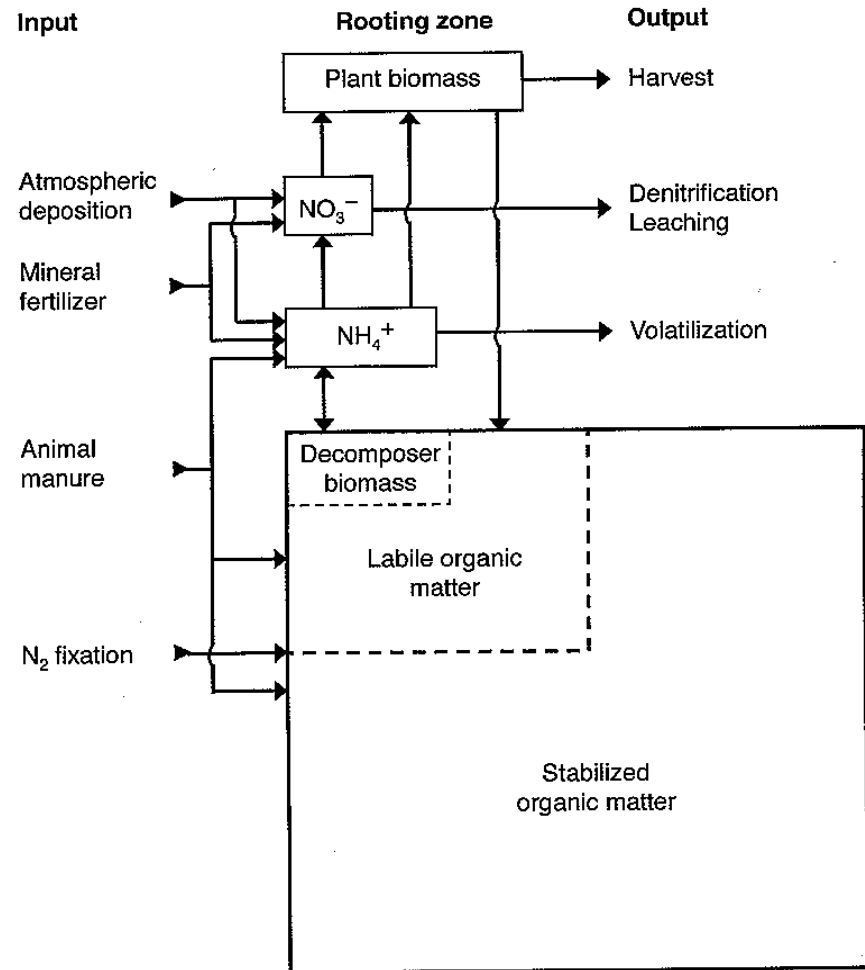 Input
Rooting zone
Output
Plant biomass
Harvest
Atmospheric
deposition
NO₃⁻
Denitrification
Leaching
Mineral
fertilizer
NH₄⁺
Volatilization
Animal
manure
Decomposer
biomass
Labile organic
matter
N₂ fixation
Stabilized
organic matter